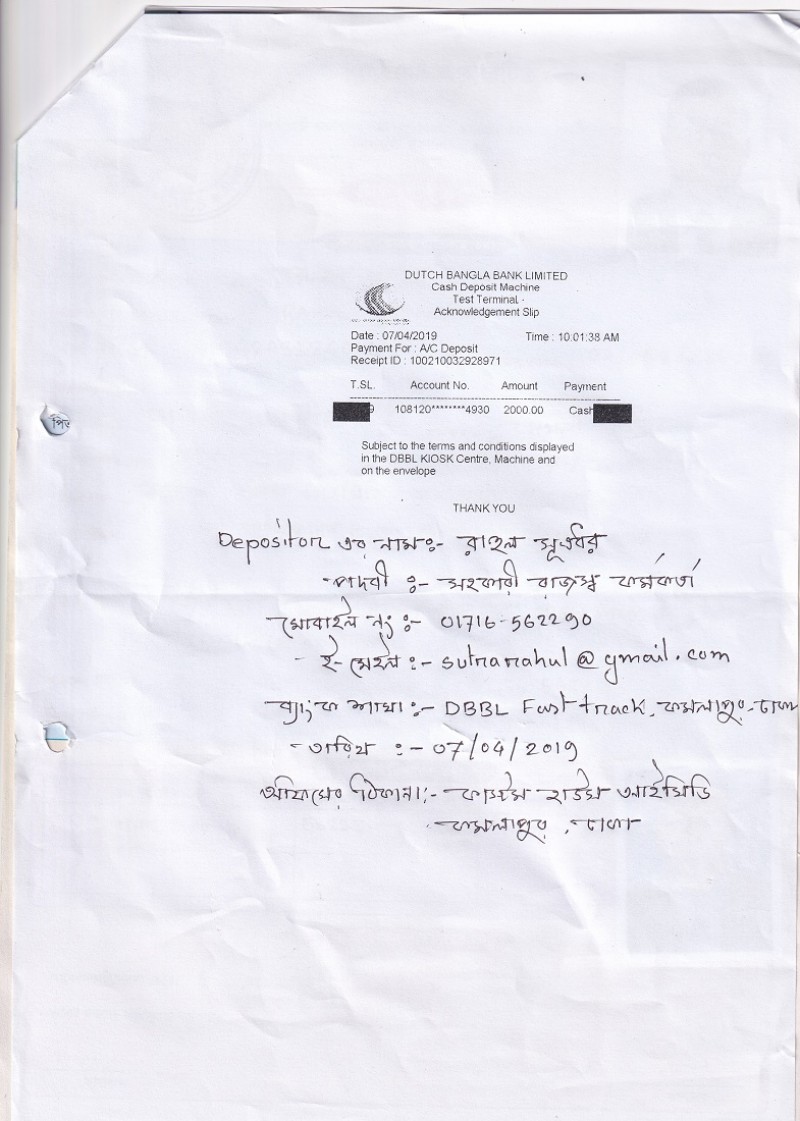 DUTCH BANGLA BANK LIMITED
Cash Deposit Machine
Test Terminal -
Acknowledgement Slip
Date : 07/04/2019 Time : 10:01:38 AM
Payment For : A/C Deposit
Receipt ID : 100210032928971
T.SL. Account No. Amount Payment
9 108120********4930 2000.00 Cash
Subject to the terms and conditions displayed
in the DBBL KIOSK Centre, Machine and
on the envelope
THANK YOU
Depositor এর নামঃ- রাহুল সূত্রধর
পদবী ঃ- সহকারী রাজস্ব কর্মকর্তা
মোবাইল নং ঃ- 01716-562290
ই-মেইল ঃ- sutrarahul@gmail.com
ব্যাংক শাখা ঃ- DBBL Fast track, কমলাপুর, ঢাকা
তারিখ ঃ- 07/04/2019
অফিসের ঠিকানা:- কাস্টম হাউস আইসিডি
কমলাপুর, ঢাকা